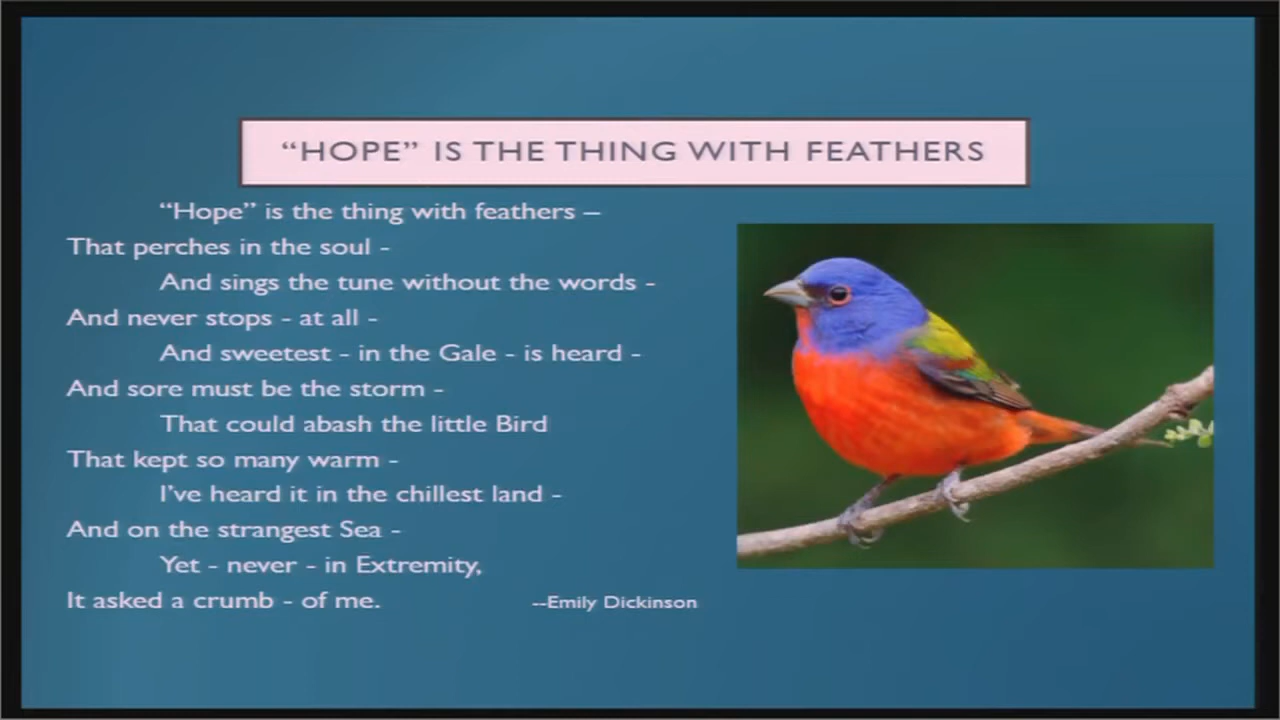 “HOPE” IS THE THING WITH FEATHERS
“Hope” is the thing with feathers –
That perches in the soul -
And sings the tune without the words -
And never stops - at all -
And sweetest - in the Gale - is heard -
And sore must be the storm -
That could abash the little Bird
That kept so many warm -
I’ve heard it in the chillest land -
And on the strangest Sea -
Yet - never - in Extremity,
It asked a crumb - of me.
--Emily Dickinson